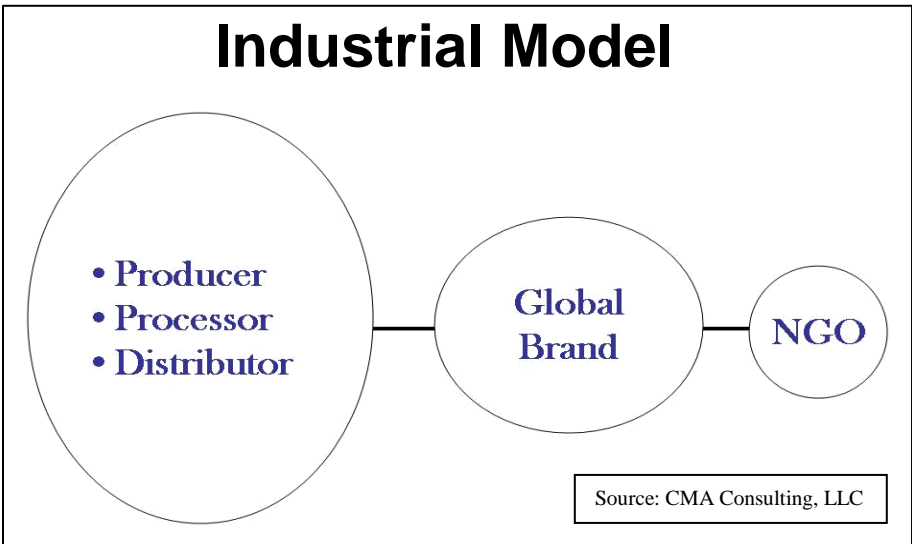 Industrial Model
• Producer
• Processor
• Distributor
Global
Brand
NGO
Source: CMA Consulting, LLC